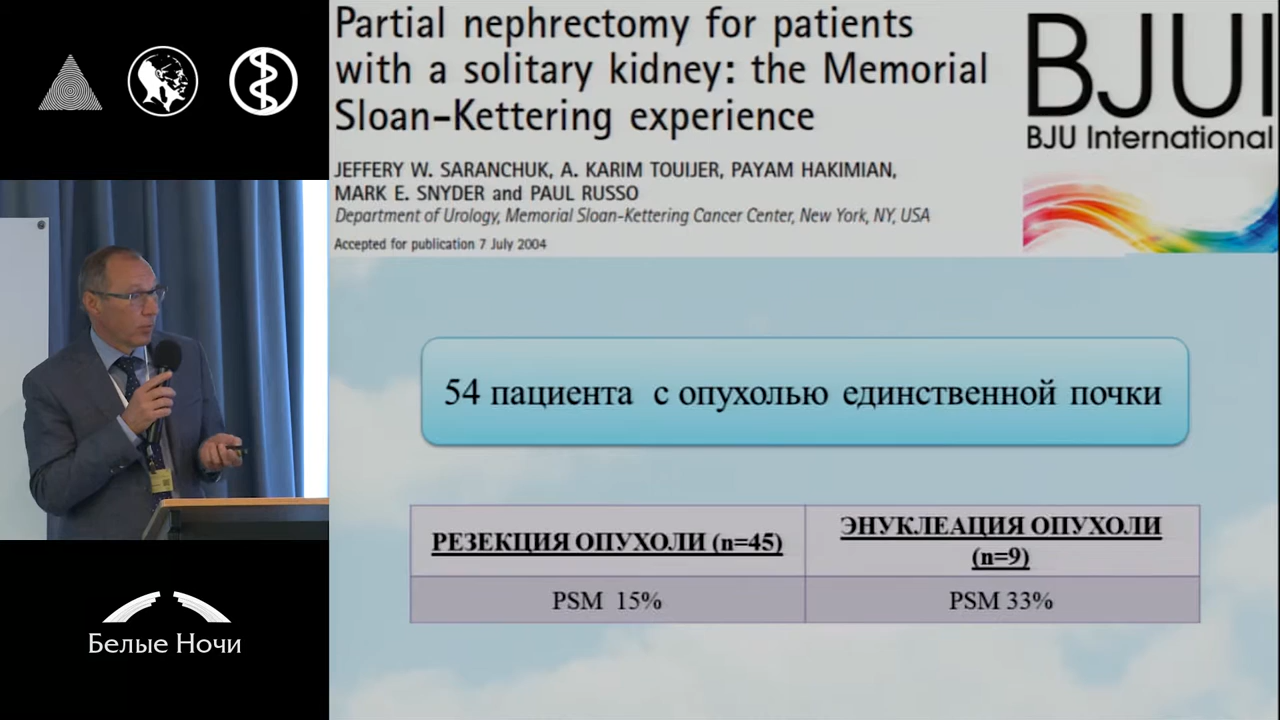 Partial nephrectomy for patients
with a solitary kidney: the Memorial
Sloan-Kettering experience
JEFFERY W. SARANCHUK, A. KARIM TOUIJER, PAYAM HAKIMIAN,
MARK E. SNYDER and PAUL RUSSO
Department of Urology, Memorial Sloan-Kettering Cancer Center, New York, NY, USA
Accepted for publication 7 July 2004
BJUI
BJU International
54 пациента с опухолью единственной почки
РЕЗЕКЦИЯ ОПУХОЛИ (n=45)
ЭНУКЛЕАЦИЯ ОПУХОЛИ
(n=9)
PSM 15%
PSM 33%
Белые Ночи